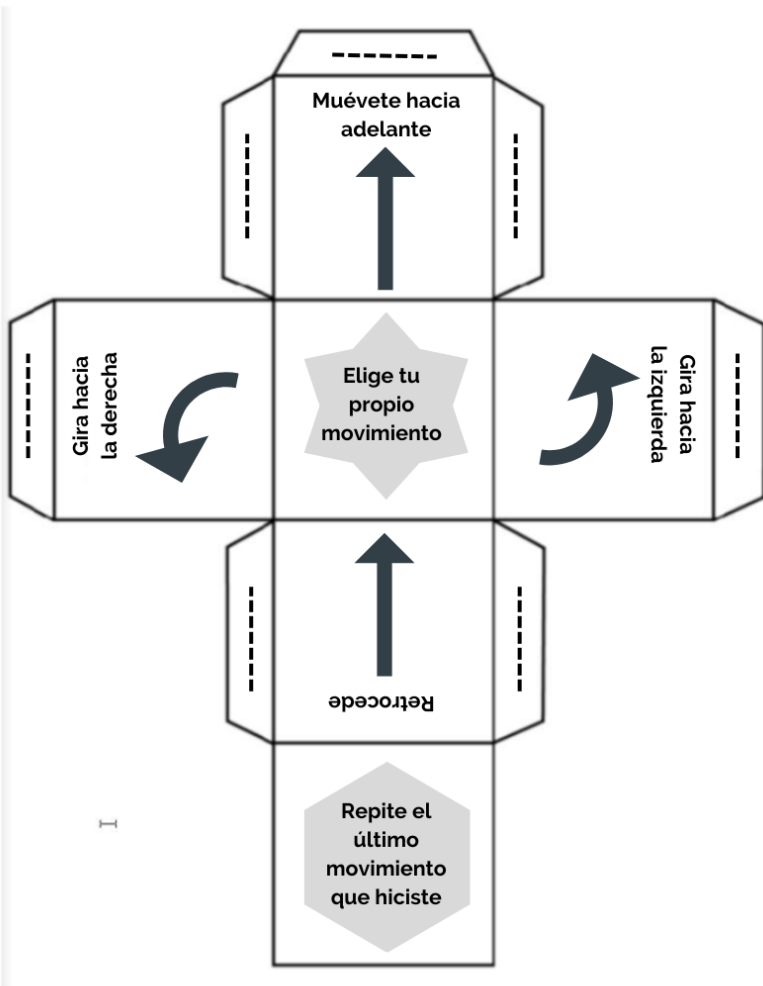 Muévete hacia
adelante
Gira hacia
la derecha
Elige tu
propio
movimiento
Gira hacia
la izquierda
Retrocede
Repite el
último
movimiento
que hiciste